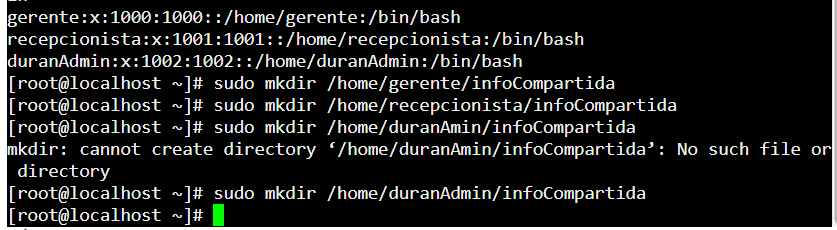 gerente:x:1000:1000::/home/gerente:/bin/bash
recepcionista:x:1001:1001::/home/recepcionista:/bin/bash
duranAdmin:x:1002:1002::/home/duranAdmin:/bin/bash
[root@localhost ~]# sudo mkdir /home/gerente/infoCompartida
[root@localhost ~]# sudo mkdir /home/recepcionista/infoCompartida
[root@localhost ~]# sudo mkdir /home/duranAmin/infoCompartida
mkdir: cannot create directory ‘/home/duranAmin/infoCompartida’: No such file or
 directory
[root@localhost ~]# sudo mkdir /home/duranAdmin/infoCompartida
[root@localhost ~]#